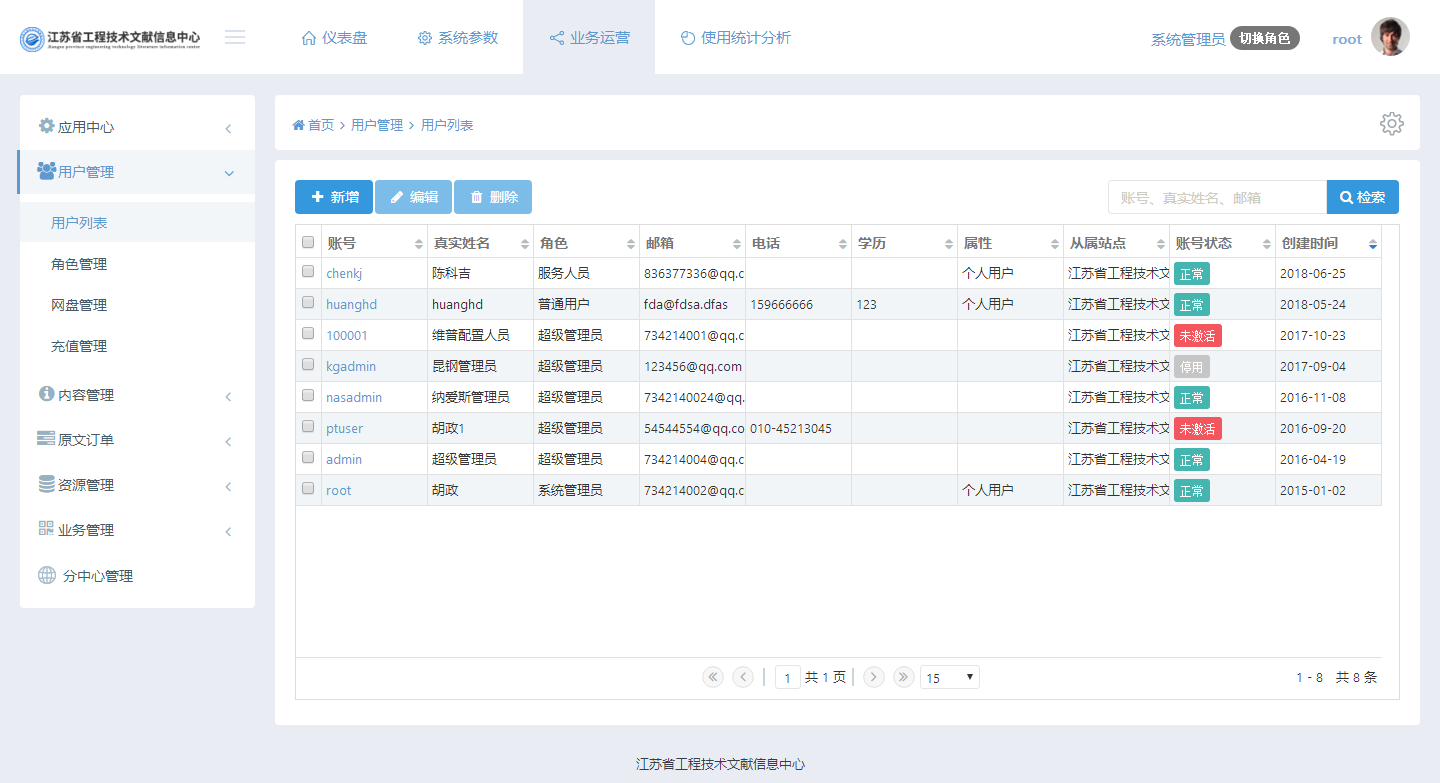 江苏省工程技术文献信息中心
Jiangsu province engineering technology literature information center
仪表盘 系统参数 业务运营 使用统计分析
系统管理员 切换角色 root
应用中心
用户管理
用户列表
角色管理
网盘管理
充值管理
内容管理
原文订单
资源管理
业务管理
分中心管理
首页 > 用户管理 > 用户列表
新增 编辑 删除
账号、真实姓名、邮箱 检索
账号 真实姓名 角色 邮箱 电话 学历 属性 从属站点 账号状态 创建时间
chenkj 陈科吉 服务人员 836377336@qq.c 个人用户 江苏省工程技术文 正常 2018-06-25
huanghd huanghd 普通用户 fda@fdsa.dfas 159666666 123 个人用户 江苏省工程技术文 正常 2018-05-24
100001 维普配置人员 超级管理员 734214001@qq.c 江苏省工程技术文 未激活 2017-10-23
kgadmin 昆钢管理员 超级管理员 123456@qq.com 江苏省工程技术文 停用 2017-09-04
nasadmin 纳爱斯管理员 超级管理员 7342140024@qq. 江苏省工程技术文 正常 2016-11-08
ptuser 胡政1 超级管理员 54544554@qq.co 010-45213045 江苏省工程技术文 未激活 2016-09-20
admin 超级管理员 超级管理员 734214004@qq.c 江苏省工程技术文 正常 2016-04-19
root 胡政 系统管理员 734214002@qq.c 个人用户 江苏省工程技术文 正常 2015-01-02
1 共 1 页 15 1 - 8 共 8 条
江苏省工程技术文献信息中心